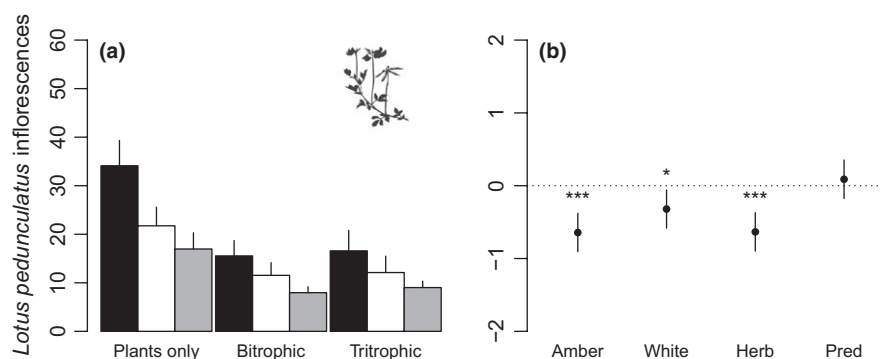 Lotus pedunculatus inflorescences
(a)
60
50
40
30
20
10
0
Plants only Bitrophic Tritrophic
(b)
2
1
0
-1
-2
*** * ***
Amber White Herb Pred